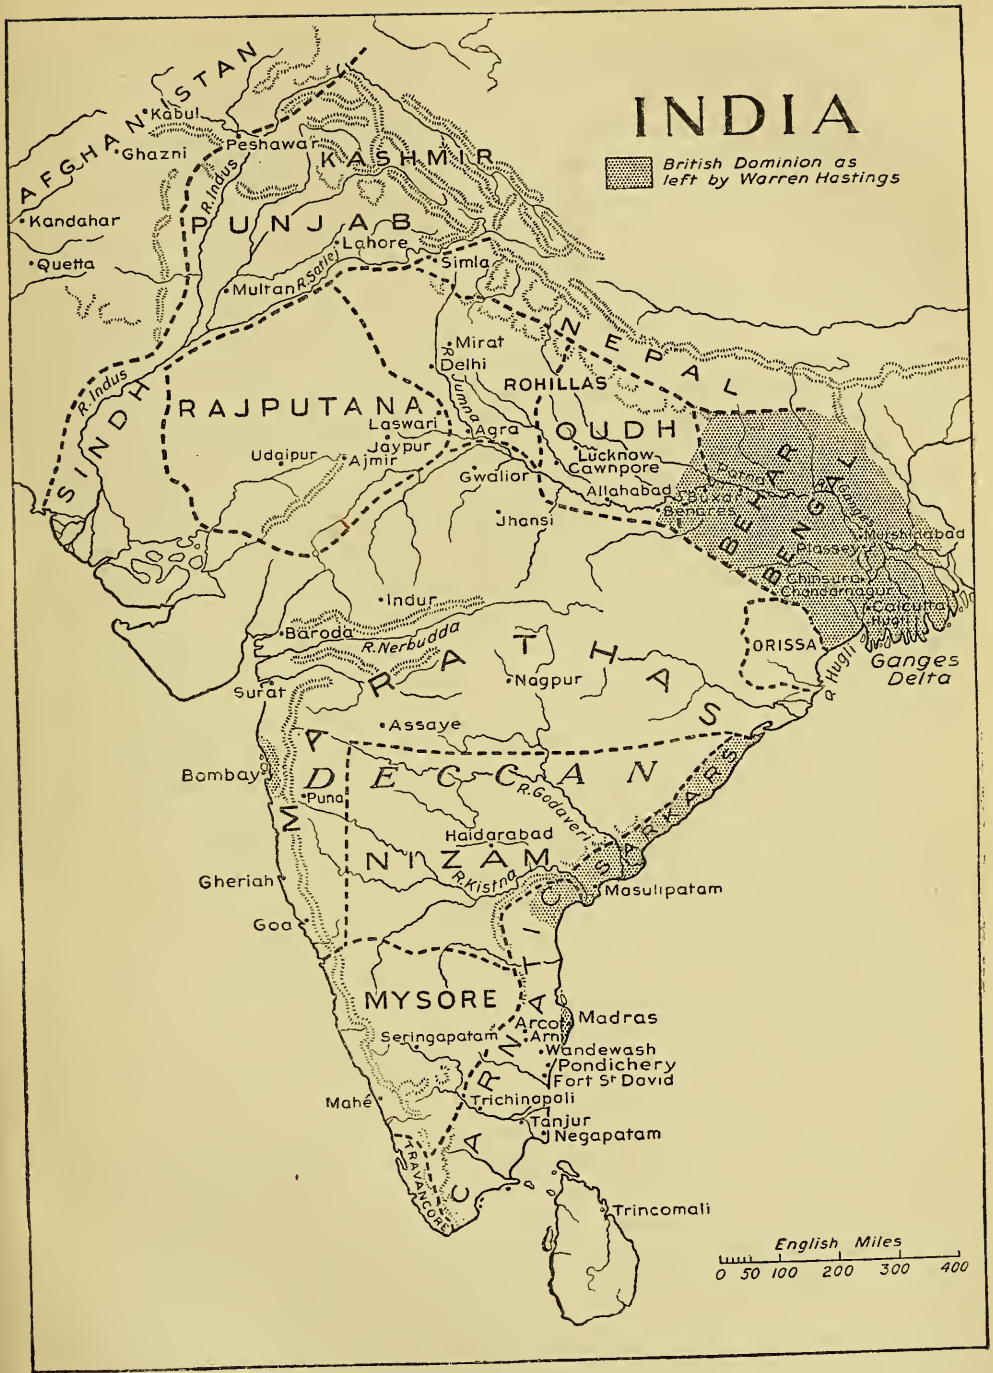 INDIA
British Dominion as
left by Warren Hastings
AFGHANISTAN
Kabul
Ghazni
Peshawar
KASHMIR
R. Indus
Kandahar
PUNJAB
Lahore
Quetta
Simla
Multan
R. Satlej
NEPAL
Mirat
Delhi
R. Jumna
R. Indus
ROHILLAS
SINDH
RAJPUTANA
Laswari
Agra
OUDH
Jaypur
Udaipur
Ajmir
Lucknow
Cawnpore
Gwalior
Patna
BEHAR
BENGAL
R. Ganges
Allahabad
Buxar
Benares
Jhansi
Murshidabad
Plassey
Chinsura
Chandarnagur
Calcutta
Hugli
Indur
Baroda
R. Nerbudda
ORISSA
R. Hugli
Ganges
Delta
MARATHAS
Nagpur
Surat
Assaye
Bombay
DECCAN
Puna
R. Godaveri
Haidarabad
NIZAM
SARKARS
R. Kistna
Gheriah
Masulipatam
Goa
MYSORE
CARNATIC
Arcot
Madras
Seringapatam
Arni
Wandewash
Pondichery
Fort St David
Mahé
Trichinopoli
Tanjur
Negapatam
TRAVANCORE
Trincomali
English Miles
0 50 100 200 300 400